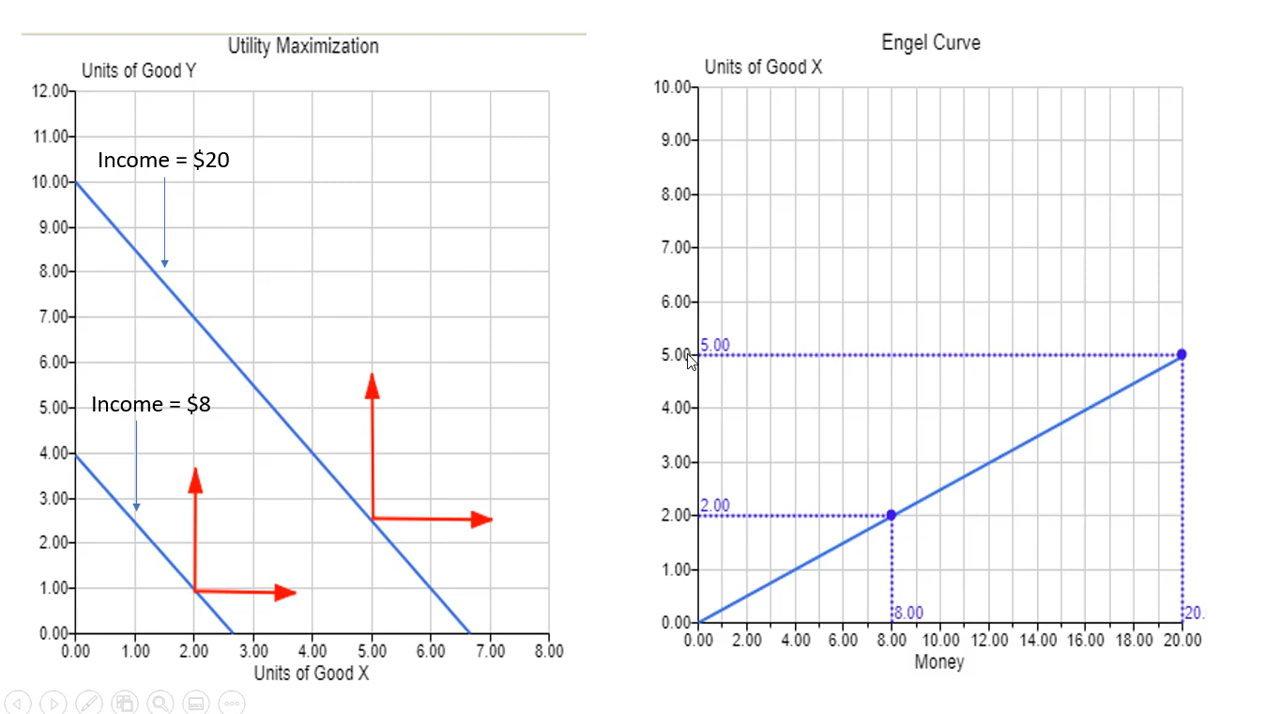 Utility Maximization
Units of Good Y
12.00
11.00
Income = $20
10.00
9.00
8.00
7.00
6.00
5.00
Income = $8
4.00
3.00
2.00
1.00
0.00
0.00 1.00 2.00 3.00 4.00 5.00 6.00 7.00 8.00
Units of Good X
Engel Curve
Units of Good X
10.00
9.00
8.00
7.00
6.00
5.00
5.00
4.00
3.00
2.00
2.00
1.00
0.00
8.00
20.
0.00 2.00 4.00 6.00 8.00 10.00 12.00 14.00 16.00 18.00 20.00
Money